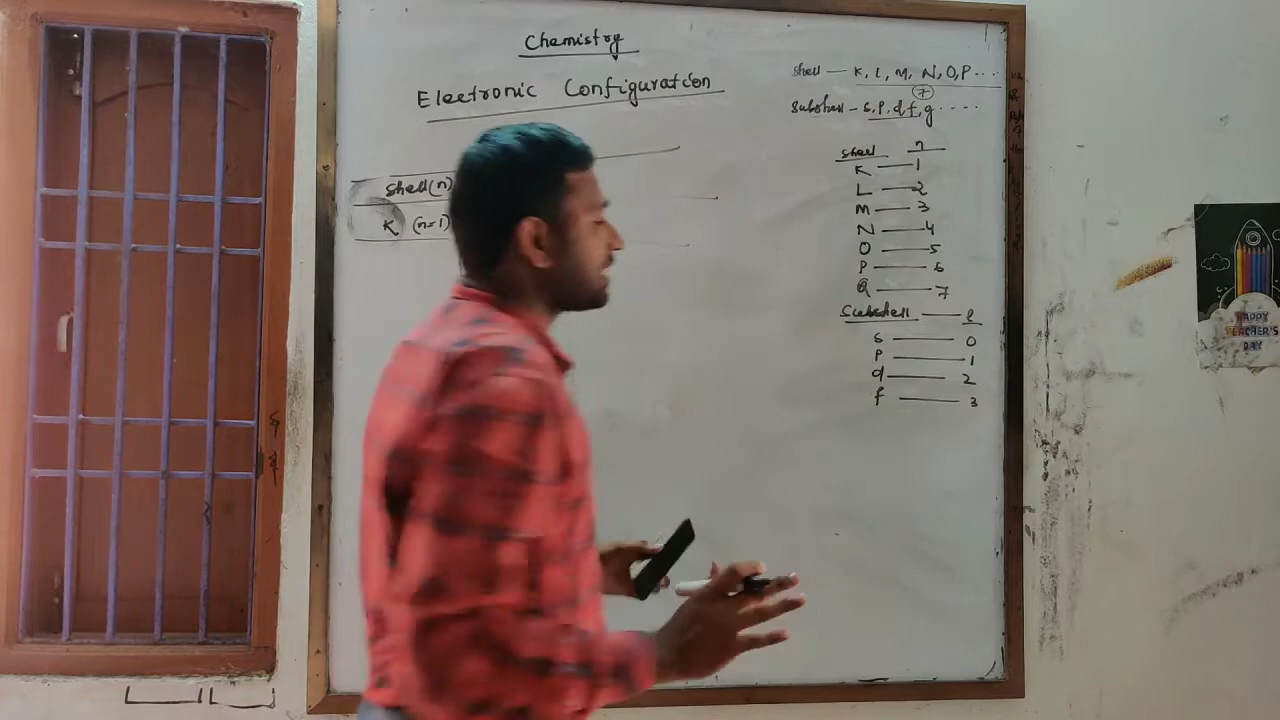 Chemistry
Electronic Configuration
Shell(n)
K (n=1)
Shell — K, L, M, N, O, P ....
7
Subshell - s, p, d, f, g .....
Shell n
K — 1
L — 2
M — 3
N — 4
O — 5
P — 6
Q — 7
Subshell — l
s — 0
p — 1
d — 2
f — 3
HAPPY
TEACHER'S
DAY